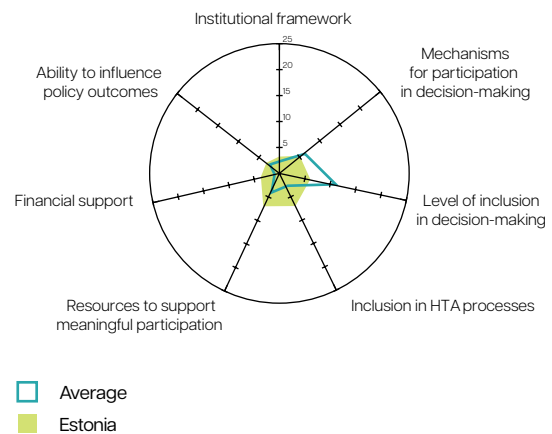 Institutional framework
25
20
15
10
5
Mechanisms
for participation
in decision-making
Ability to influence
policy outcomes
Financial support
Level of inclusion
in decision-making
Resources to support
meaningful participation
Inclusion in HTA processes
Average
Estonia